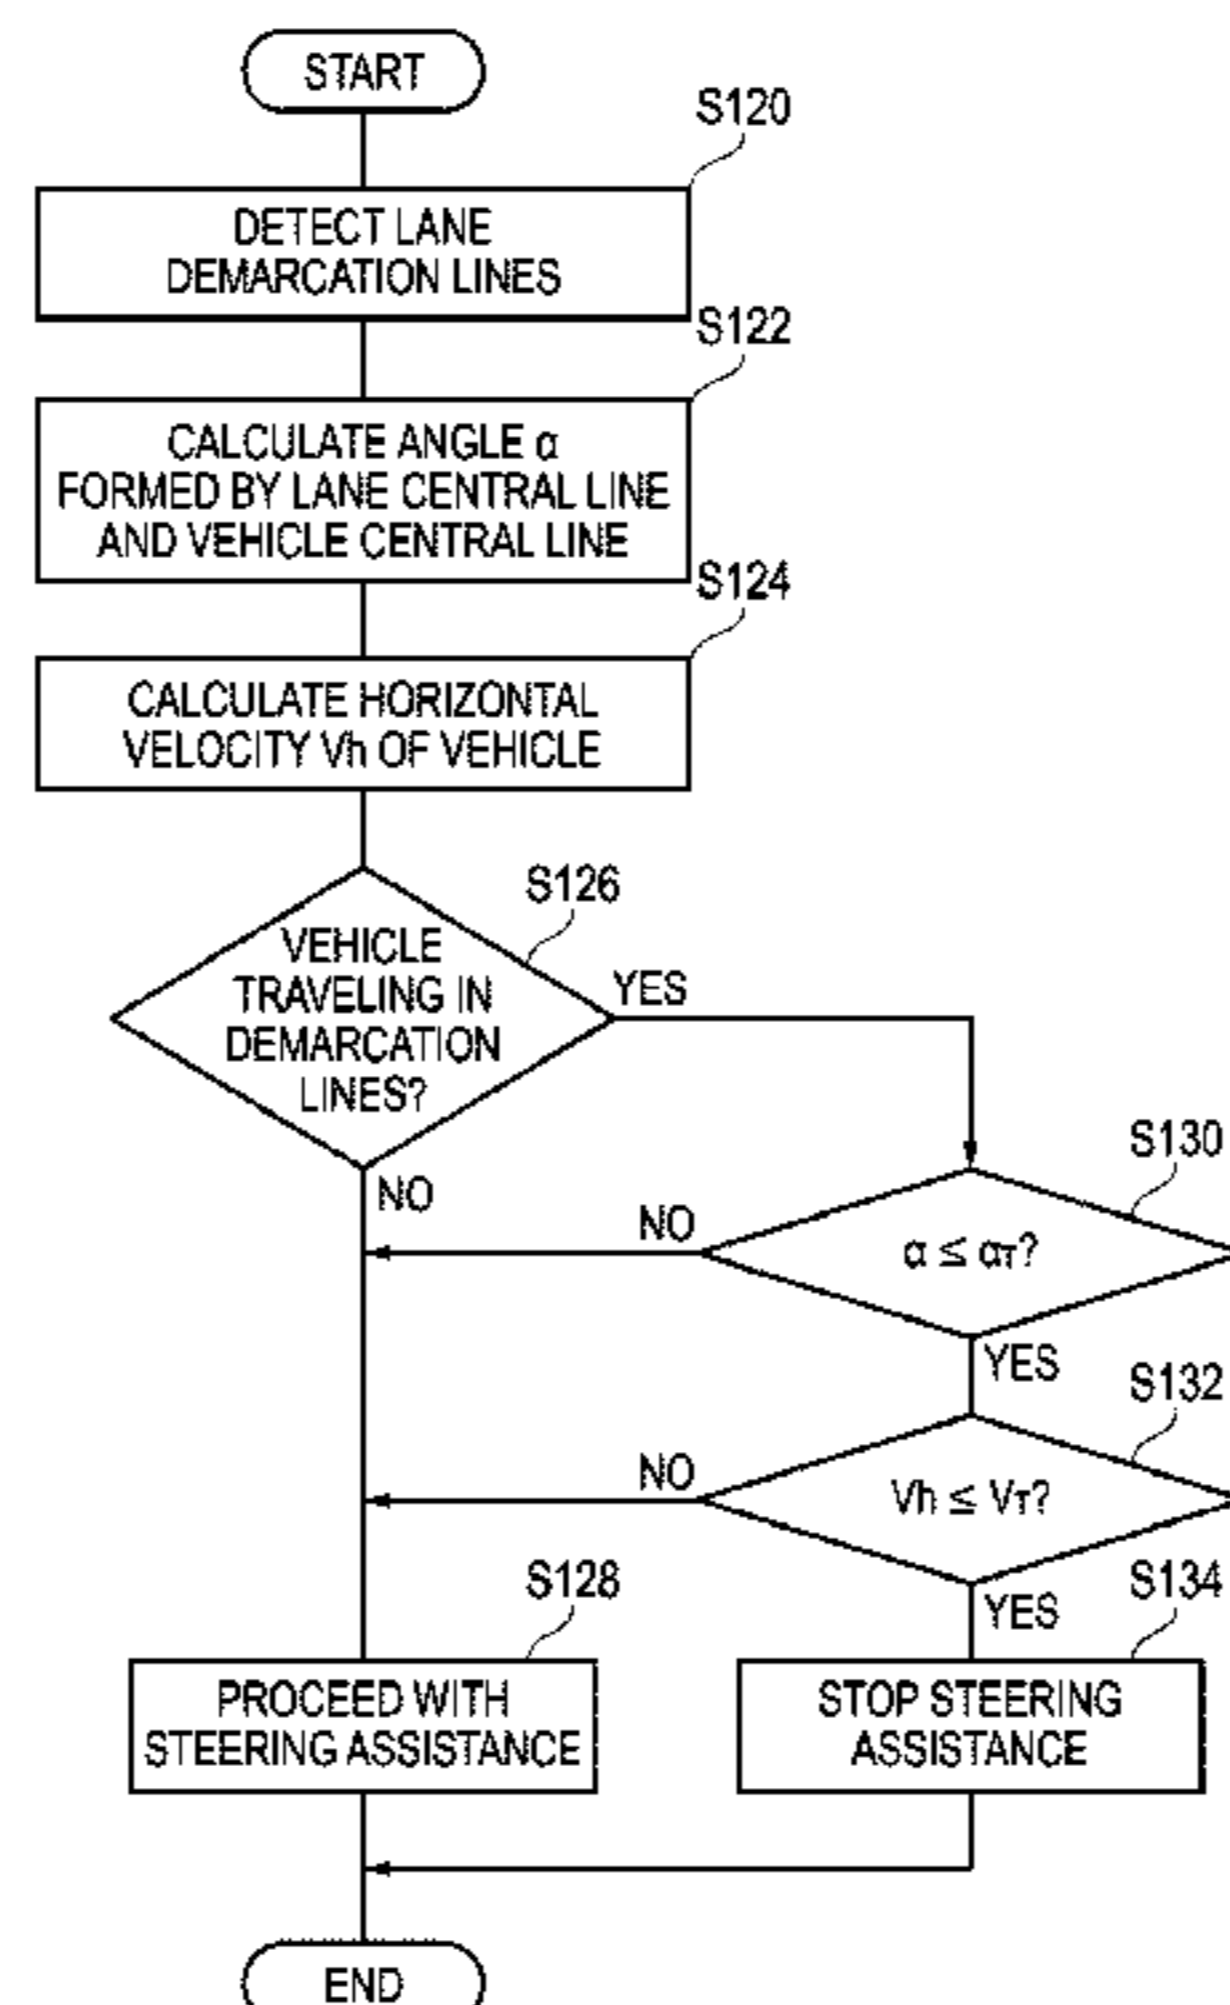 START
S120
DETECT LANE
DEMARCATION LINES
S122
CALCULATE ANGLE α
FORMED BY LANE CENTRAL LINE
AND VEHICLE CENTRAL LINE
S124
CALCULATE HORIZONTAL
VELOCITY Vh OF VEHICLE
S126
VEHICLE
TRAVELING IN
DEMARCATION
LINES?
YES
NO
S130
α ≤ αT?
NO
YES
S132
Vh ≤ VT?
NO
YES
S128
PROCEED WITH
STEERING ASSISTANCE
S134
STOP STEERING
ASSISTANCE
END